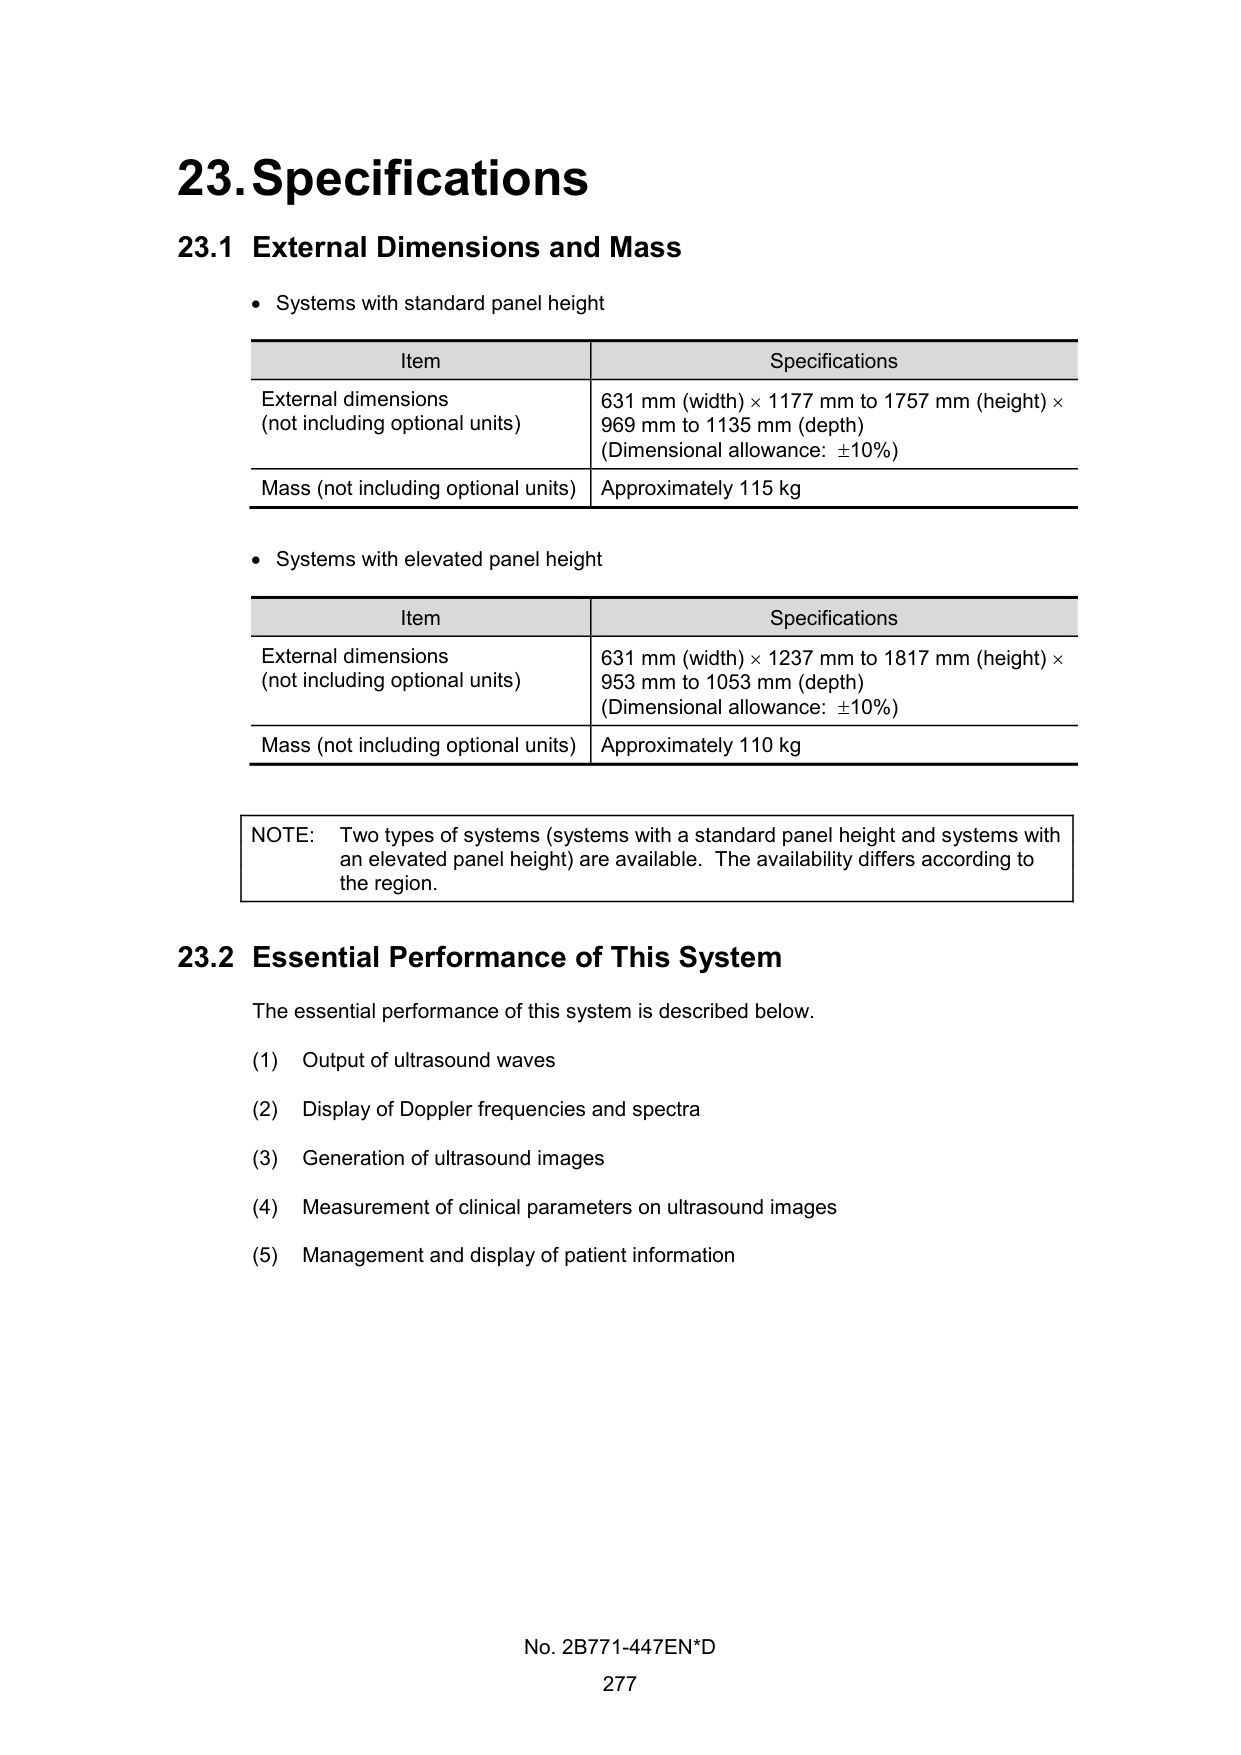 23. Specifications
23.1 External Dimensions and Mass
• Systems with standard panel height
Item Specifications
External dimensions
(not including optional units)
631 mm (width) × 1177 mm to 1757 mm (height) ×
969 mm to 1135 mm (depth)
(Dimensional allowance: ±10%)
Mass (not including optional units) Approximately 115 kg
• Systems with elevated panel height
Item Specifications
External dimensions
(not including optional units)
631 mm (width) × 1237 mm to 1817 mm (height) ×
953 mm to 1053 mm (depth)
(Dimensional allowance: ±10%)
Mass (not including optional units) Approximately 110 kg
NOTE: Two types of systems (systems with a standard panel height and systems with
an elevated panel height) are available. The availability differs according to
the region.
23.2 Essential Performance of This System
The essential performance of this system is described below.
(1) Output of ultrasound waves
(2) Display of Doppler frequencies and spectra
(3) Generation of ultrasound images
(4) Measurement of clinical parameters on ultrasound images
(5) Management and display of patient information
No. 2B771-447EN*D
277